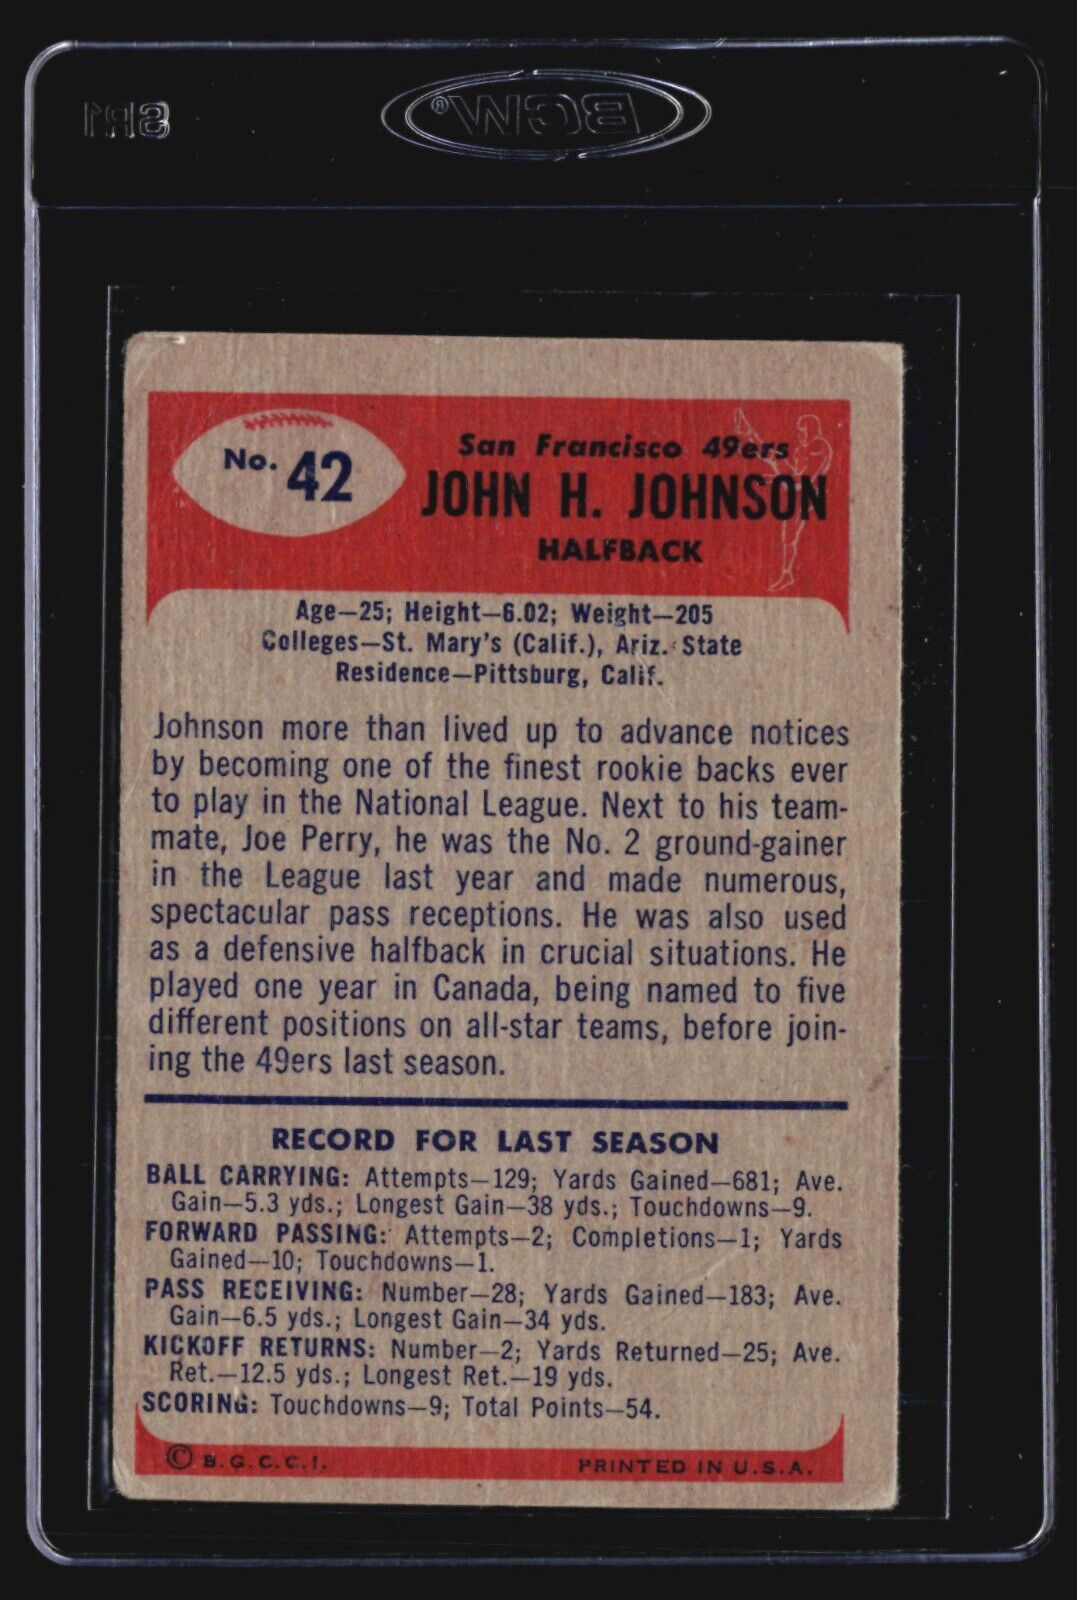 BCW®
SR1
No. 42
San Francisco 49ers
JOHN H. JOHNSON
HALFBACK
Age—25; Height—6.02; Weight—205
Colleges—St. Mary's (Calif.), Ariz. State
Residence—Pittsburg, Calif.
Johnson more than lived up to advance notices
by becoming one of the finest rookie backs ever
to play in the National League. Next to his team-
mate, Joe Perry, he was the No. 2 ground-gainer
in the League last year and made numerous,
spectacular pass receptions. He was also used
as a defensive halfback in crucial situations. He
played one year in Canada, being named to five
different positions on all-star teams, before join-
ing the 49ers last season.
RECORD FOR LAST SEASON
BALL CARRYING: Attempts—129; Yards Gained—681; Ave.
Gain—5.3 yds.; Longest Gain—38 yds.; Touchdowns—9.
FORWARD PASSING: Attempts—2; Completions—1; Yards
Gained—10; Touchdowns—1.
PASS RECEIVING: Number—28; Yards Gained—183; Ave.
Gain—6.5 yds.; Longest Gain—34 yds.
KICKOFF RETURNS: Number—2; Yards Returned—25; Ave.
Ret.—12.5 yds.; Longest Ret.—19 yds.
SCORING: Touchdowns—9; Total Points—54.
© B.G.C.C.I.
PRINTED IN U.S.A.